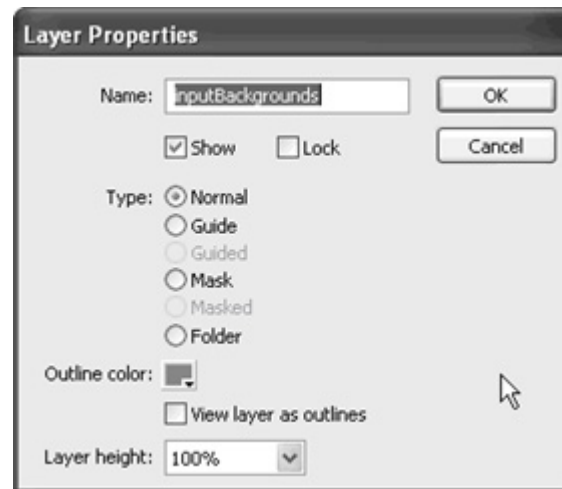 Layer Properties
Name: inputBackgrounds OK
Show Lock Cancel
Type: Normal
Guide
Guided
Mask
Masked
Folder
Outline color:
View layer as outlines
Layer height: 100%